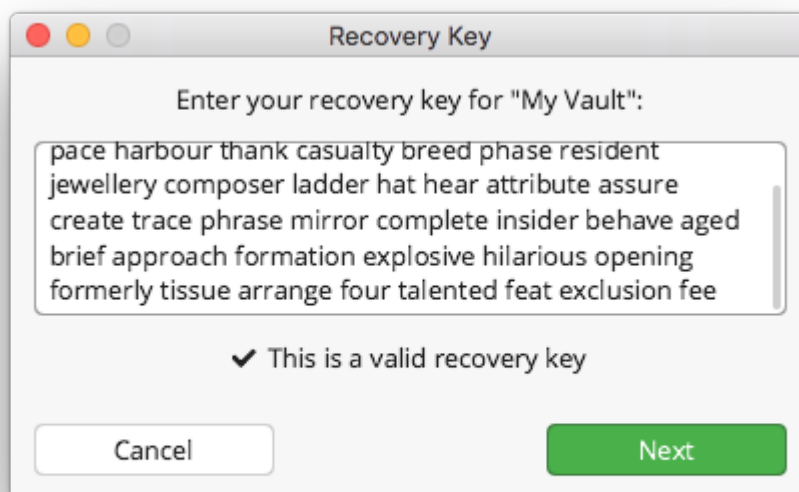 Recovery Key
Enter your recovery key for "My Vault":
pace harbour thank casualty breed phase resident
jewellery composer ladder hat hear attribute assure
create trace phrase mirror complete insider behave aged
brief approach formation explosive hilarious opening
formerly tissue arrange four talented feat exclusion fee
✔ This is a valid recovery key
Cancel
Next